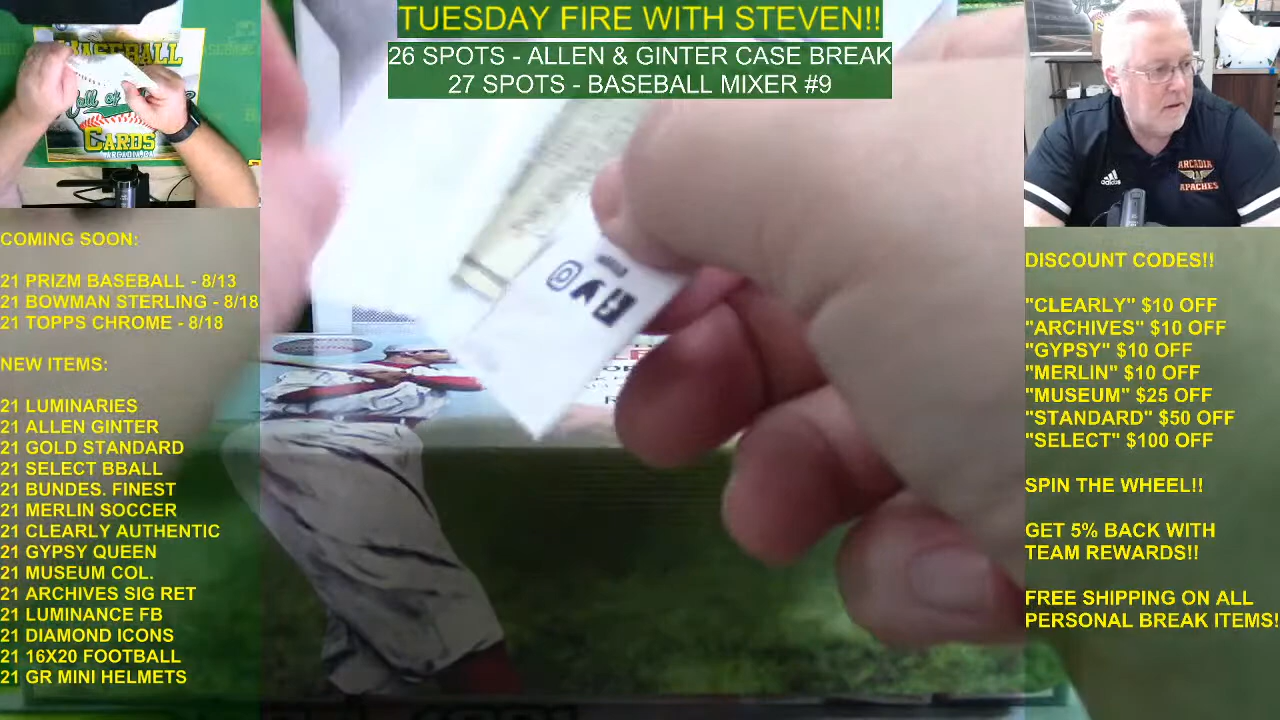 TUESDAY FIRE WITH STEVEN!!
26 SPOTS - ALLEN & GINTER CASE BREAK
27 SPOTS - BASEBALL MIXER #9
BASEBALL
CARDS
ARCADIA
APACHES
adidas
COMING SOON:
21 PRIZM BASEBALL - 8/13
21 BOWMAN STERLING - 8/18
21 TOPPS CHROME - 8/18
NEW ITEMS:
21 LUMINARIES
21 ALLEN GINTER
21 GOLD STANDARD
21 SELECT BBALL
21 BUNDES. FINEST
21 MERLIN SOCCER
21 CLEARLY AUTHENTIC
21 GYPSY QUEEN
21 MUSEUM COL.
21 ARCHIVES SIG RET
21 LUMINANCE FB
21 DIAMOND ICONS
21 16X20 FOOTBALL
21 GR MINI HELMETS
DISCOUNT CODES!!
"CLEARLY" $10 OFF
"ARCHIVES" $10 OFF
"GYPSY" $10 OFF
"MERLIN" $10 OFF
"MUSEUM" $25 OFF
"STANDARD" $50 OFF
"SELECT" $100 OFF
SPIN THE WHEEL!!
GET 5% BACK WITH
TEAM REWARDS!!
FREE SHIPPING ON ALL
PERSONAL BREAK ITEMS!